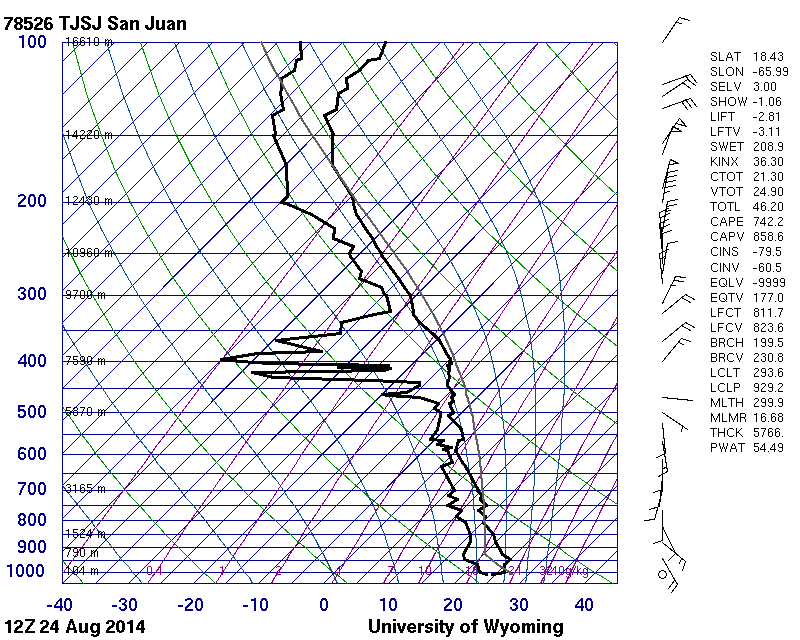 78526 TJSJ San Juan
100
16610 m
14220 m
200
12430 m
10960 m
300
9700 m
400
7590 m
500
5870 m
600
700
3165 m
800
1524 m
900
790 m
1000
104 m
0.4
1
2
4
7
10
16
24
32
40g/kg
-40
-30
-20
-10
0
10
20
30
40
12Z 24 Aug 2014
University of Wyoming
SLAT 18.43
SLON -65.99
SELV 3.00
SHOW -1.06
LIFT -2.81
LFTV -3.11
SWET 208.9
KINX 36.30
CTOT 21.30
VTOT 24.90
TOTL 46.20
CAPE 742.2
CAPV 858.6
CINS -79.5
CINV -60.5
EQLV -9999
EQTV 177.0
LFCT 811.7
LFCV 823.6
BRCH 199.5
BRCV 230.8
LCLT 293.6
LCLP 929.2
MLTH 299.9
MLMR 16.68
THCK 5766.
PWAT 54.49